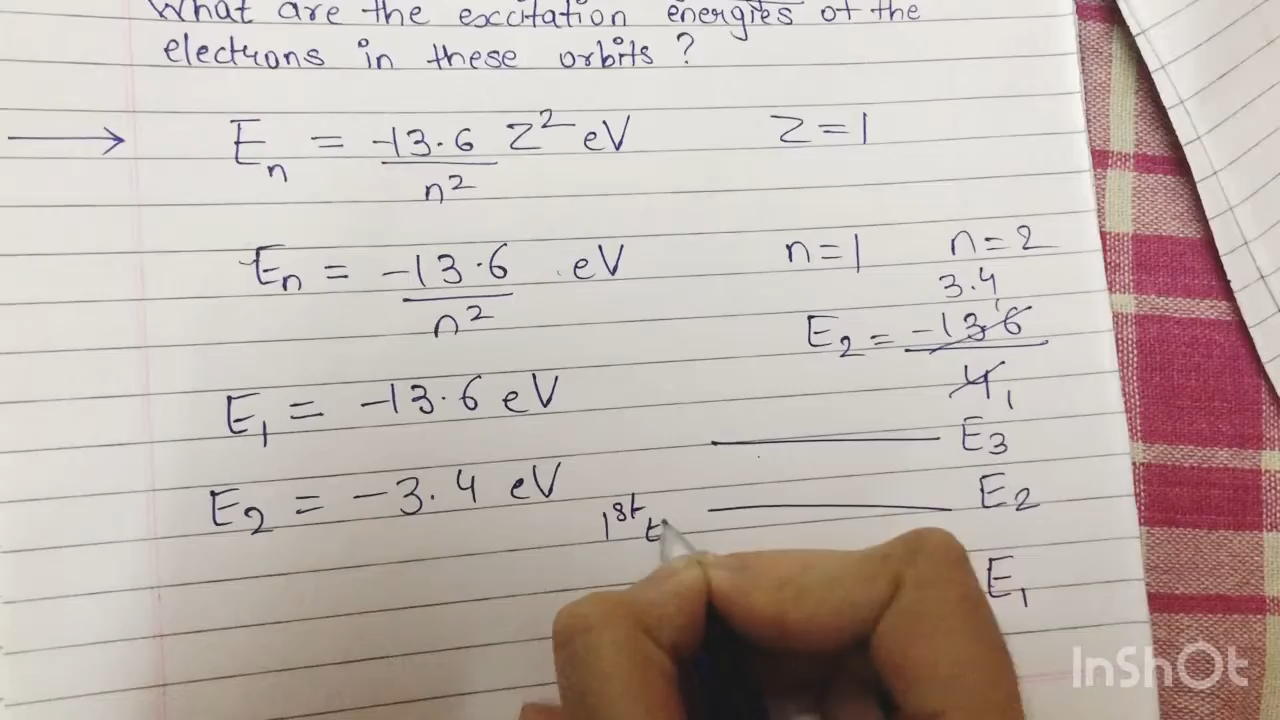 What are the excitation energies of the
electrons in these orbits ?
En = -13.6 Z² eV Z=1
n²
En = -13.6 eV n=1 n=2
n²
3.4
E2 = -13.6
4 1
E1 = -13.6 eV
E3
E2 = -3.4 eV E2
1st t
E1
InShOt